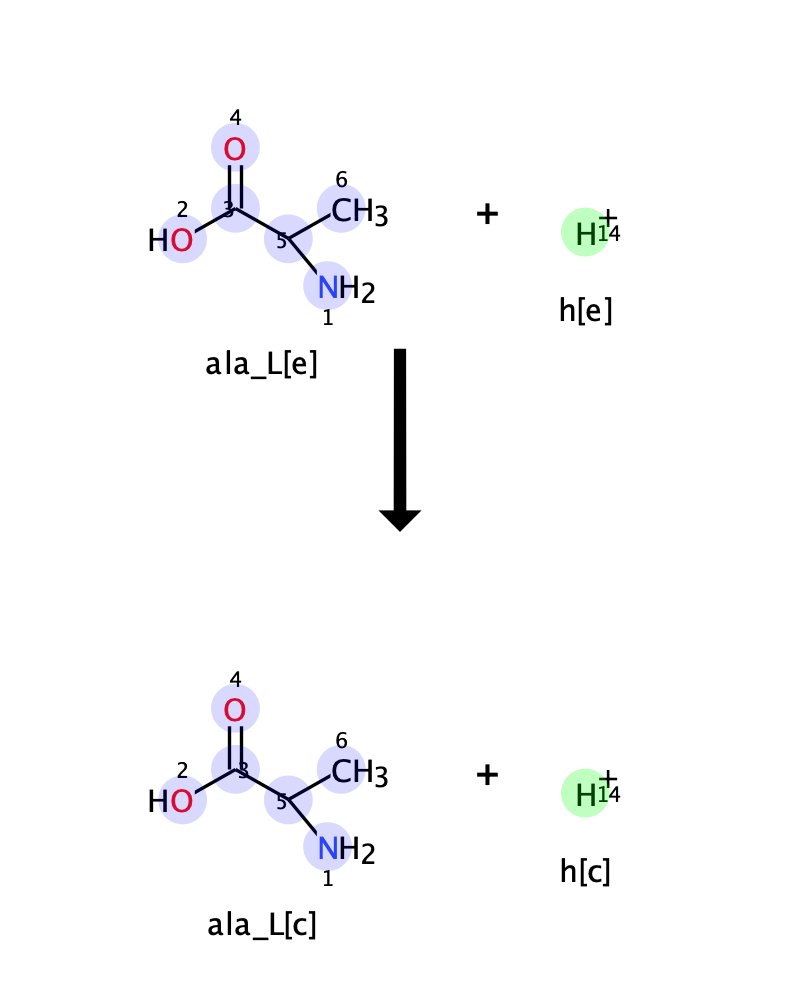 4
O
6
2
3
CH3
+
H+
14
HO
5
NH2
1
h[e]
ala_L[e]
4
O
6
2
3
CH3
+
H+
14
HO
5
NH2
1
h[c]
ala_L[c]